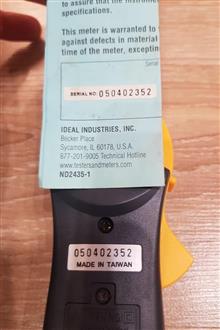 to assure that the instrument
specifications.
This meter is warranted to
against defects in material
time of the meter, excepting
Serial
SERIAL NO: 050402352
IDEAL INDUSTRIES, INC.
Becker Place
Sycamore, IL 60178, U.S.A.
877-201-9005 Technical Hotline
www.testersandmeters.com
ND2435-1
050402352
MADE IN TAIWAN